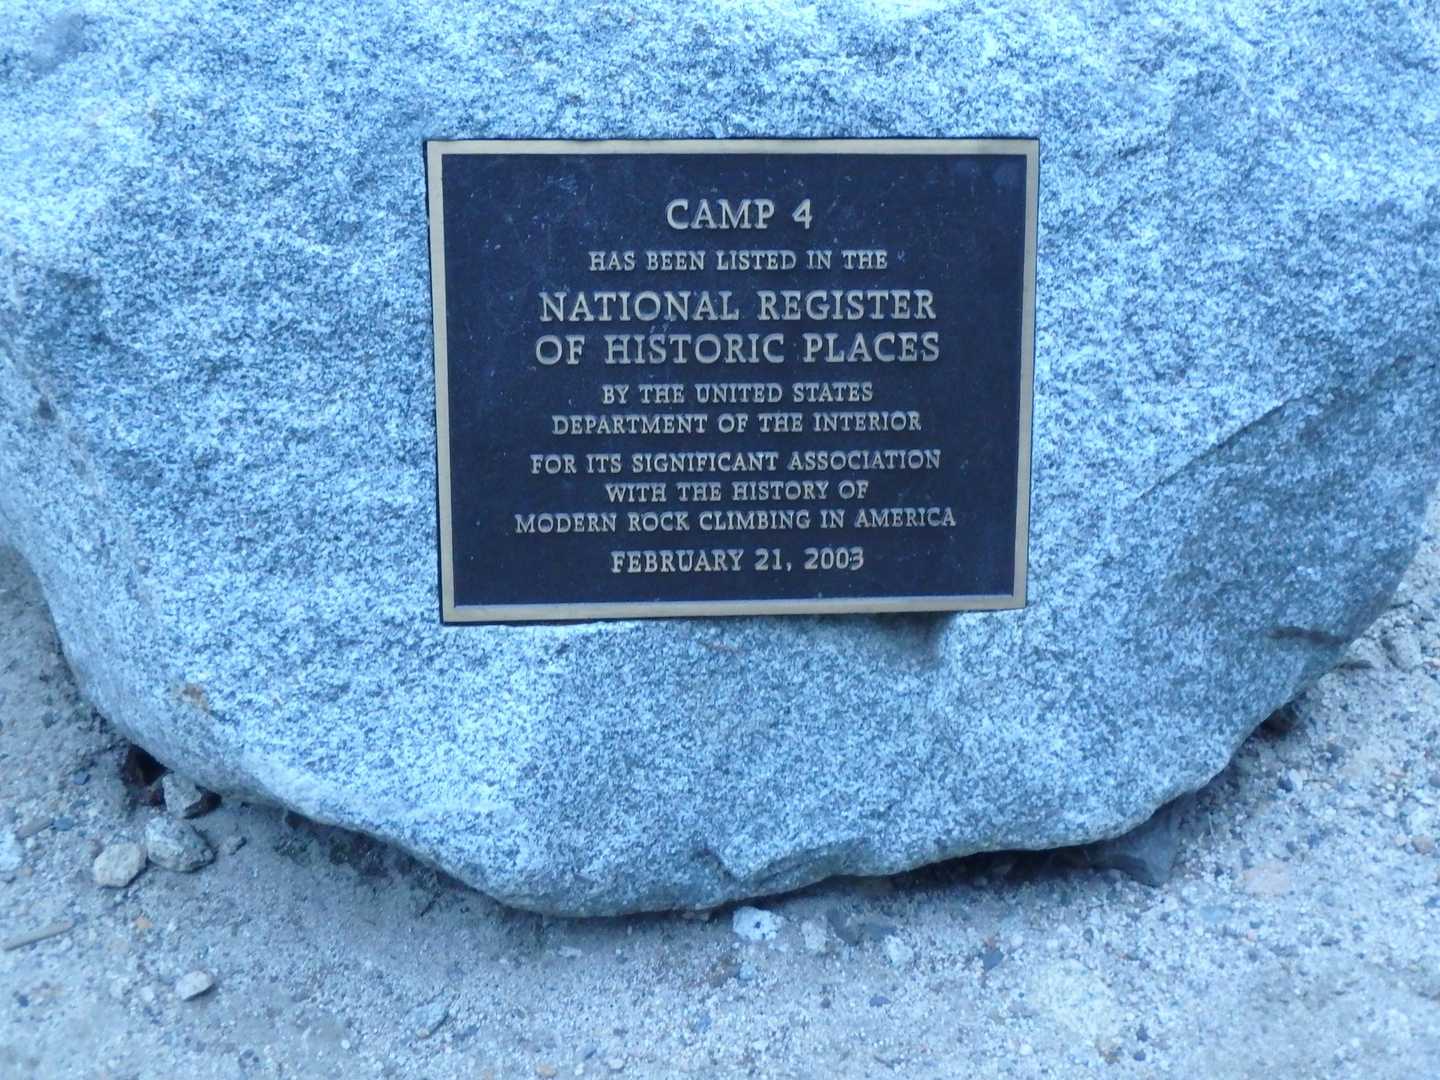 CAMP 4
HAS BEEN LISTED IN THE
NATIONAL REGISTER
OF HISTORIC PLACES
BY THE UNITED STATES
DEPARTMENT OF THE INTERIOR
FOR ITS SIGNIFICANT ASSOCIATION
WITH THE HISTORY OF
MODERN ROCK CLIMBING IN AMERICA
FEBRUARY 21, 2003